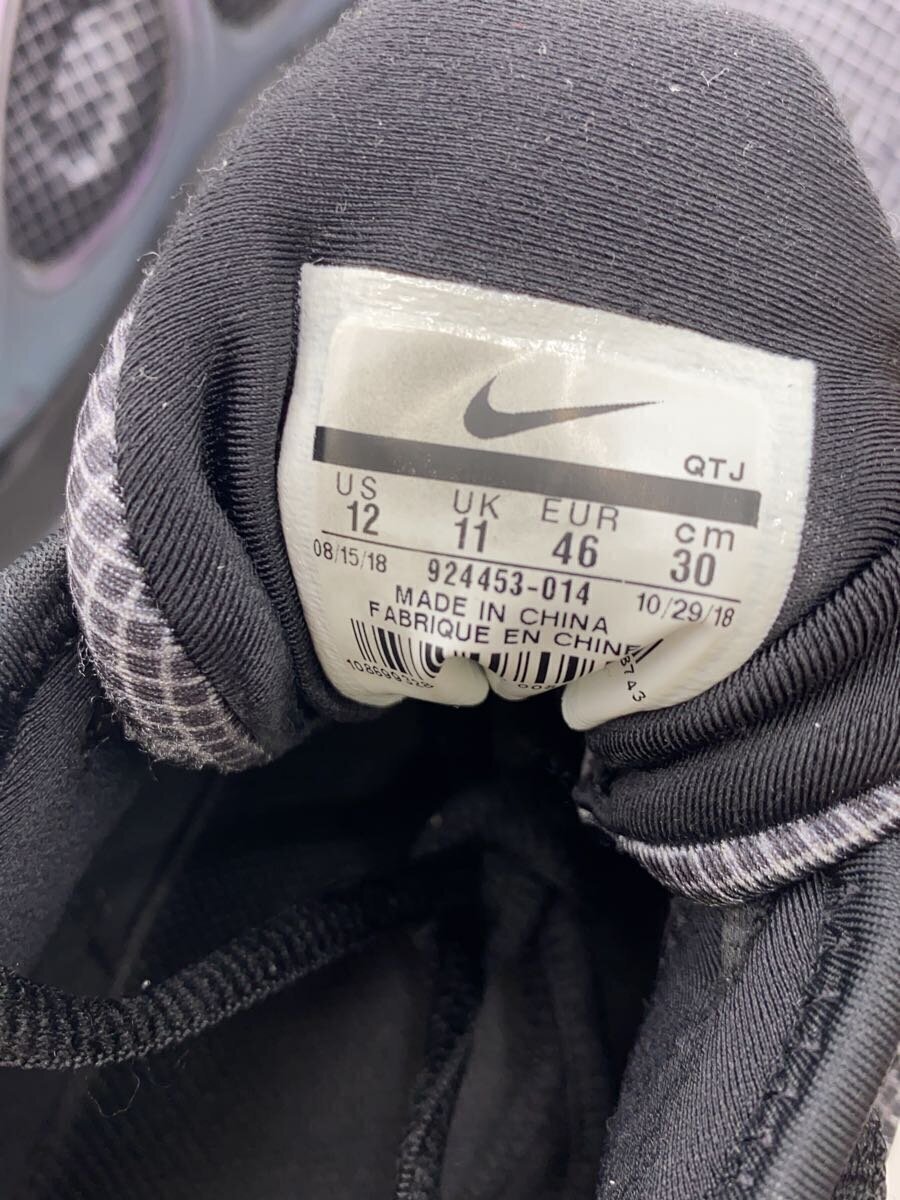 QTJ
US UK EUR cm
12 11 46 30
08/15/18 924453-014 10/29/18
MADE IN CHINA
FABRIQUE EN CHINE
108699328